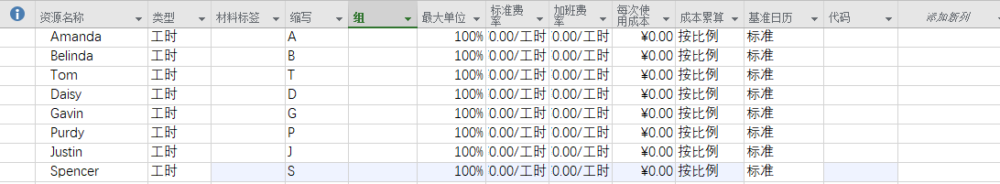 资源名称 类型 材料标签 缩写 组 最大单位 标准费率 加班费率 每次使用成本 成本累算 基准日历 代码 添加新列
Amanda 工时 A 100% 0.00/工时 0.00/工时 ¥0.00 按比例 标准
Belinda 工时 B 100% 0.00/工时 0.00/工时 ¥0.00 按比例 标准
Tom 工时 T 100% 0.00/工时 0.00/工时 ¥0.00 按比例 标准
Daisy 工时 D 100% 0.00/工时 0.00/工时 ¥0.00 按比例 标准
Gavin 工时 G 100% 0.00/工时 0.00/工时 ¥0.00 按比例 标准
Purdy 工时 P 100% 0.00/工时 0.00/工时 ¥0.00 按比例 标准
Justin 工时 J 100% 0.00/工时 0.00/工时 ¥0.00 按比例 标准
Spencer 工时 S 100% 0.00/工时 0.00/工时 ¥0.00 按比例 标准